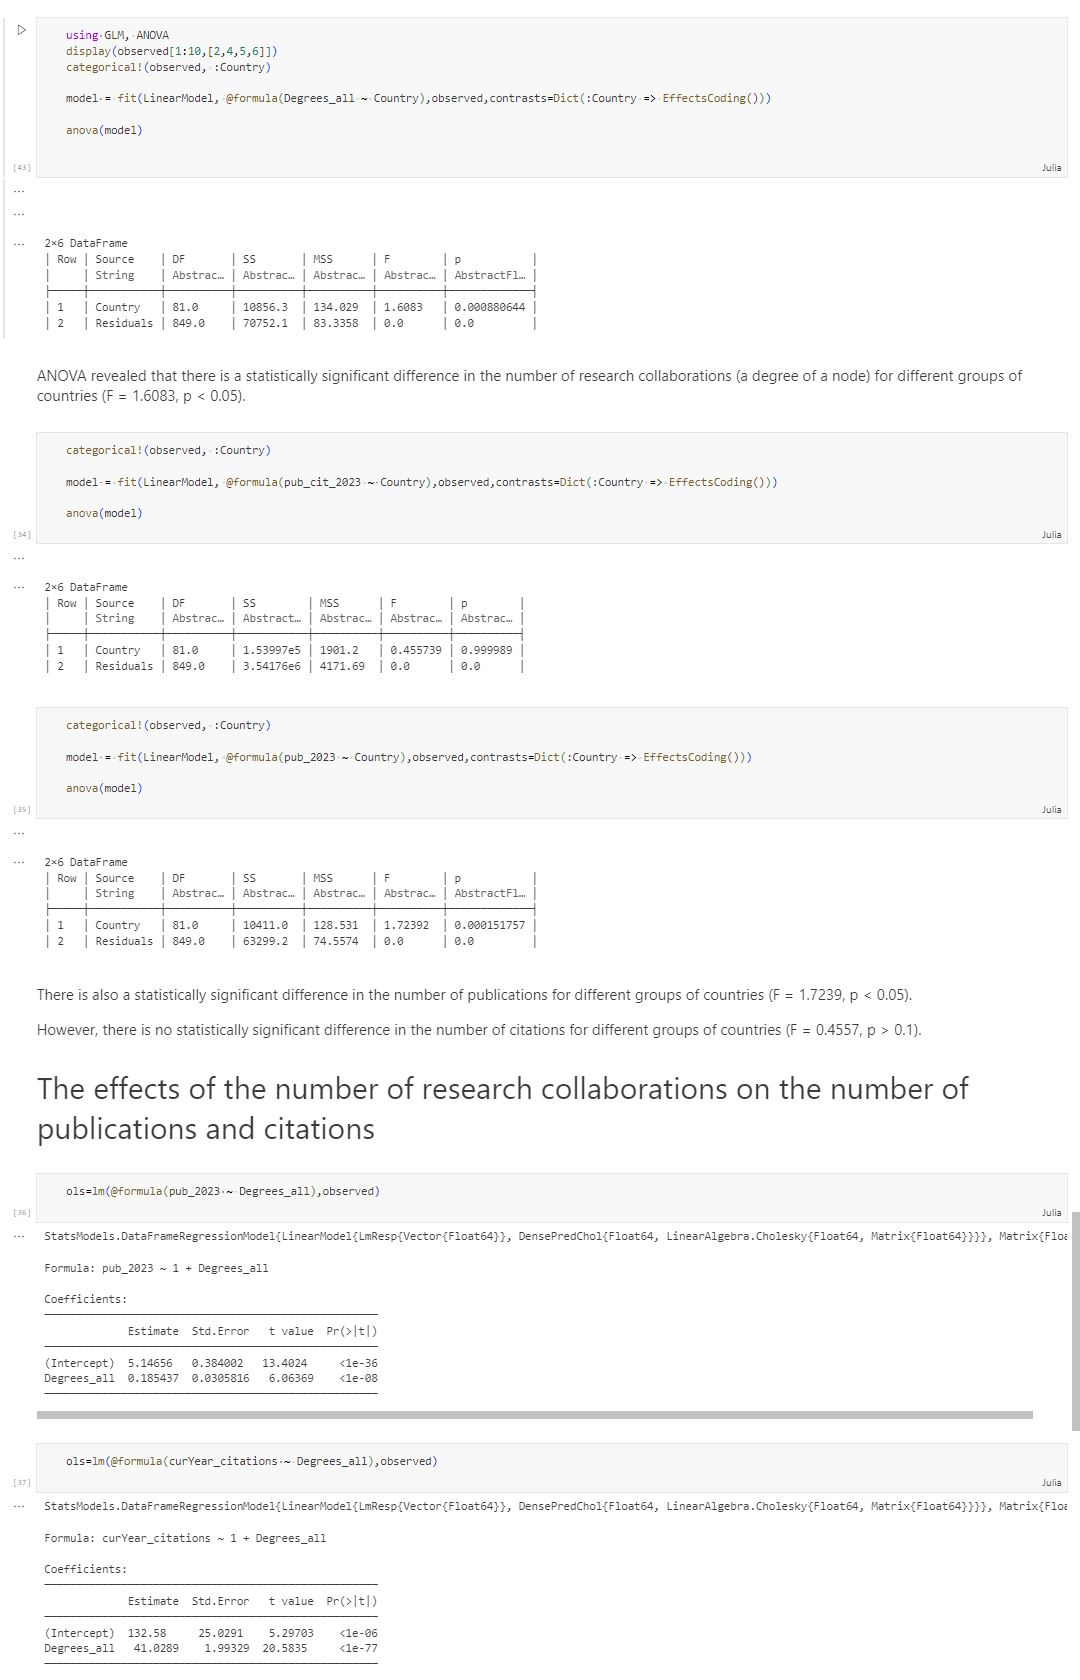 using GLM, ANOVA
display(observed[1:10,[2,4,5,6]])
categorical!(observed, :Country)
model = fit(LinearModel, @formula(Degrees_all ~ Country),observed,contrasts=Dict(:Country => EffectsCoding()))
anova(model)
[43]
Julia
...
...
... 2×6 DataFrame
| Row | Source | DF | SS | MSS | F | p |
| | String | Abstrac… | Abstrac… | Abstrac… | Abstrac… | AbstractFl… |
| 1 | Country | 81.0 | 10856.3 | 134.029 | 1.6083 | 0.000880644 |
| 2 | Residuals | 849.0 | 70752.1 | 83.3358 | 0.0 | 0.0 |
ANOVA revealed that there is a statistically significant difference in the number of research collaborations (a degree of a node) for different groups of
countries (F = 1.6083, p < 0.05).
categorical!(observed, :Country)
model = fit(LinearModel, @formula(pub_cit_2023 ~ Country),observed,contrasts=Dict(:Country => EffectsCoding()))
anova(model)
[34]
Julia
...
... 2×6 DataFrame
| Row | Source | DF | SS | MSS | F | p |
| | String | Abstrac… | Abstract… | Abstrac… | Abstrac… | Abstrac… |
| 1 | Country | 81.0 | 1.53997e5 | 1901.2 | 0.455739 | 0.999989 |
| 2 | Residuals | 849.0 | 3.54176e6 | 4171.69 | 0.0 | 0.0 |
categorical!(observed, :Country)
model = fit(LinearModel, @formula(pub_2023 ~ Country),observed,contrasts=Dict(:Country => EffectsCoding()))
anova(model)
[35]
Julia
...
... 2×6 DataFrame
| Row | Source | DF | SS | MSS | F | p |
| | String | Abstrac… | Abstrac… | Abstrac… | Abstrac… | AbstractFl… |
| 1 | Country | 81.0 | 10411.0 | 128.531 | 1.72392 | 0.000151757 |
| 2 | Residuals | 849.0 | 63299.2 | 74.5574 | 0.0 | 0.0 |
There is also a statistically significant difference in the number of publications for different groups of countries (F = 1.7239, p < 0.05).
However, there is no statistically significant difference in the number of citations for different groups of countries (F = 0.4557, p > 0.1).
The effects of the number of research collaborations on the number of
publications and citations
ols=lm(@formula(pub_2023 ~ Degrees_all),observed)
[36]
Julia
... StatsModels.DataFrameRegressionModel{LinearModel{LmResp{Vector{Float64}}, DensePredChol{Float64, LinearAlgebra.Cholesky{Float64, Matrix{Float64}}}}, Matrix{Floa
Formula: pub_2023 ~ 1 + Degrees_all
Coefficients:
Estimate Std.Error t value Pr(>|t|)
(Intercept) 5.14656 0.384002 13.4024 <1e-36
Degrees_all 0.185437 0.0305816 6.06369 <1e-08
ols=lm(@formula(curYear_citations ~ Degrees_all),observed)
[37]
Julia
... StatsModels.DataFrameRegressionModel{LinearModel{LmResp{Vector{Float64}}, DensePredChol{Float64, LinearAlgebra.Cholesky{Float64, Matrix{Float64}}}}, Matrix{Floa
Formula: curYear_citations ~ 1 + Degrees_all
Coefficients:
Estimate Std.Error t value Pr(>|t|)
(Intercept) 132.58 25.0291 5.29703 <1e-06
Degrees_all 41.0289 1.99329 20.5835 <1e-77